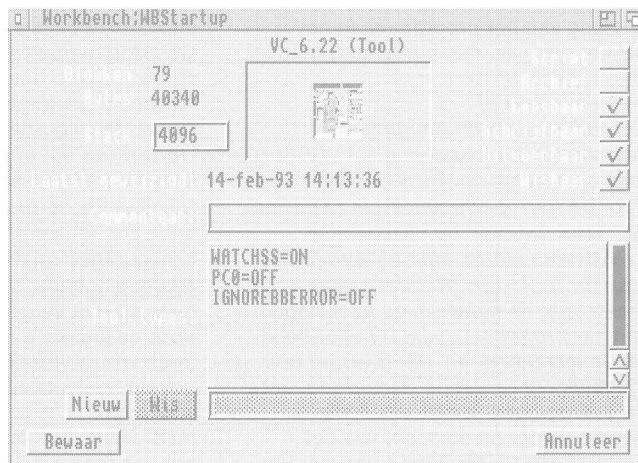 Workbench:WBStartup
VC_6.22 (Tool)
Blokken: 79
Bytes: 40340
Stack: 4096
Script
Archief
Leesbaar
Schrijfbaar
Uitvoerbaar
Wisbaar
Laatst gewijzigd: 14-feb-93 14:13:36
Commentaar:
Tool Types:
WATCHSS=ON
PC0=OFF
IGNOREBBERROR=OFF
Nieuw
Wis
Bewaar
Annuleer